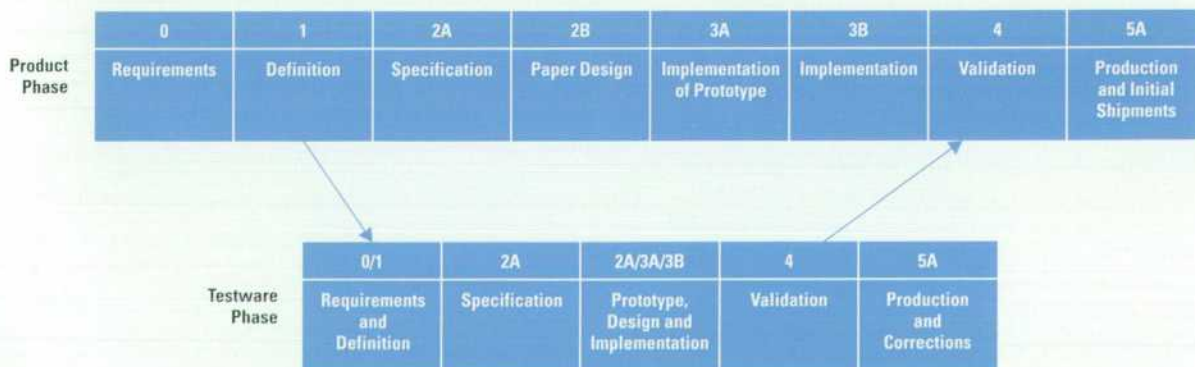 Product
Phase
0
1
2A
2B
3A
3B
4
5A
Requirements
Definition
Specification
Paper Design
Implementation
of Prototype
Implementation
Validation
Production
and Initial
Shipments
Testware
Phase
0/1
2A
2A/3A/3B
4
5A
Requirements
and
Definition
Specification
Prototype,
Design and
Implementation
Validation
Production
and
Corrections